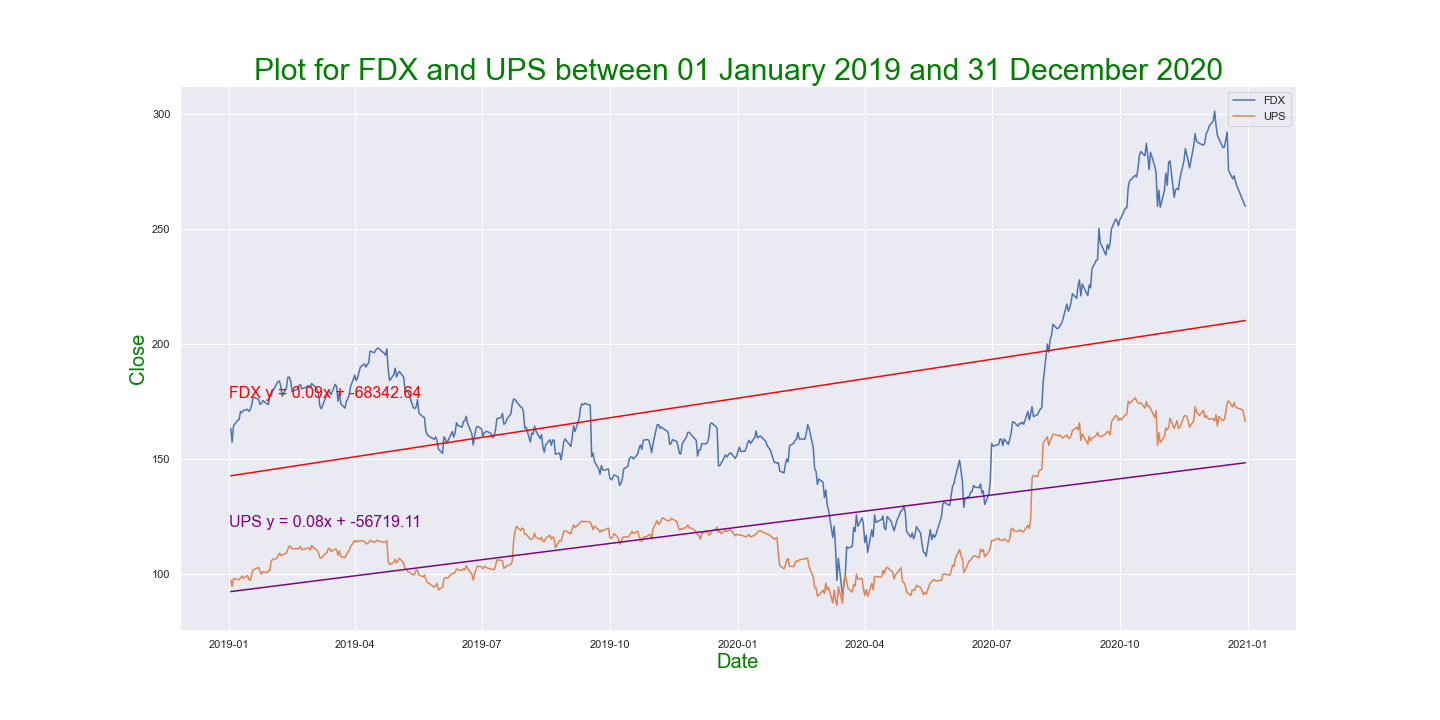 Plot for FDX and UPS between 01 January 2019 and 31 December 2020
FDX
UPS
300
250
200
150
100
Close
FDX y = 0.09x + -68342.64
UPS y = 0.08x + -56719.11
2019-01 2019-04 2019-07 2019-10 2020-01 2020-04 2020-07 2020-10 2021-01
Date